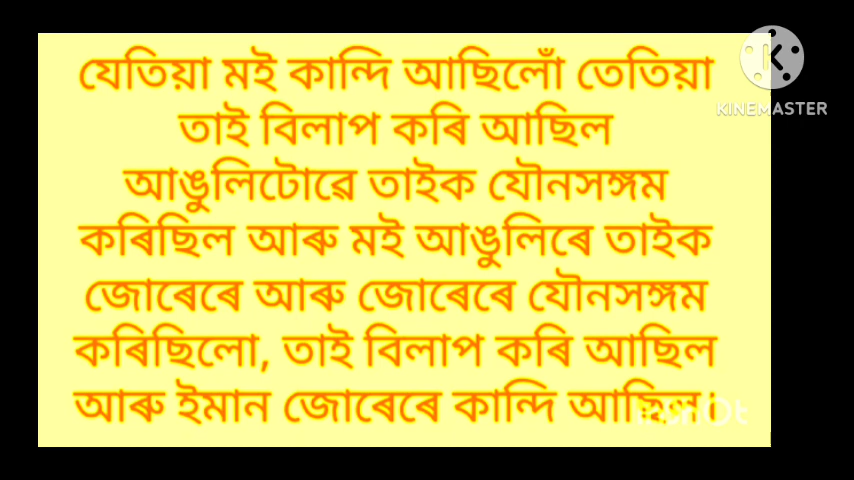 যেতিয়া মই কান্দি আছিলোঁ তেতিয়া
তাই বিলাপ কৰি আছিল
আঙুলিটোৱে তাইক যৌনসঙ্গম
কৰিছিল আৰু মই আঙুলিৰে তাইক
জোৰেৰে আৰু জোৰেৰে যৌনসঙ্গম
কৰিছিলো, তাই বিলাপ কৰি আছিল
আৰু ইমান জোৰেৰে কান্দি আছিল।
KINEMASTER